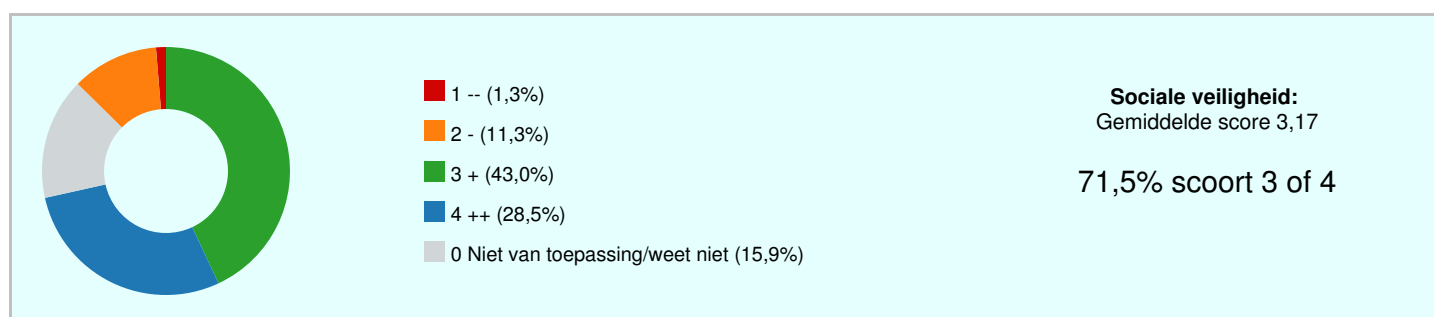 1 -- (1,3%)
2 - (11,3%)
3 + (43,0%)
4 ++ (28,5%)
0 Niet van toepassing/weet niet (15,9%)
Sociale veiligheid:
Gemiddelde score 3,17
71,5% scoort 3 of 4